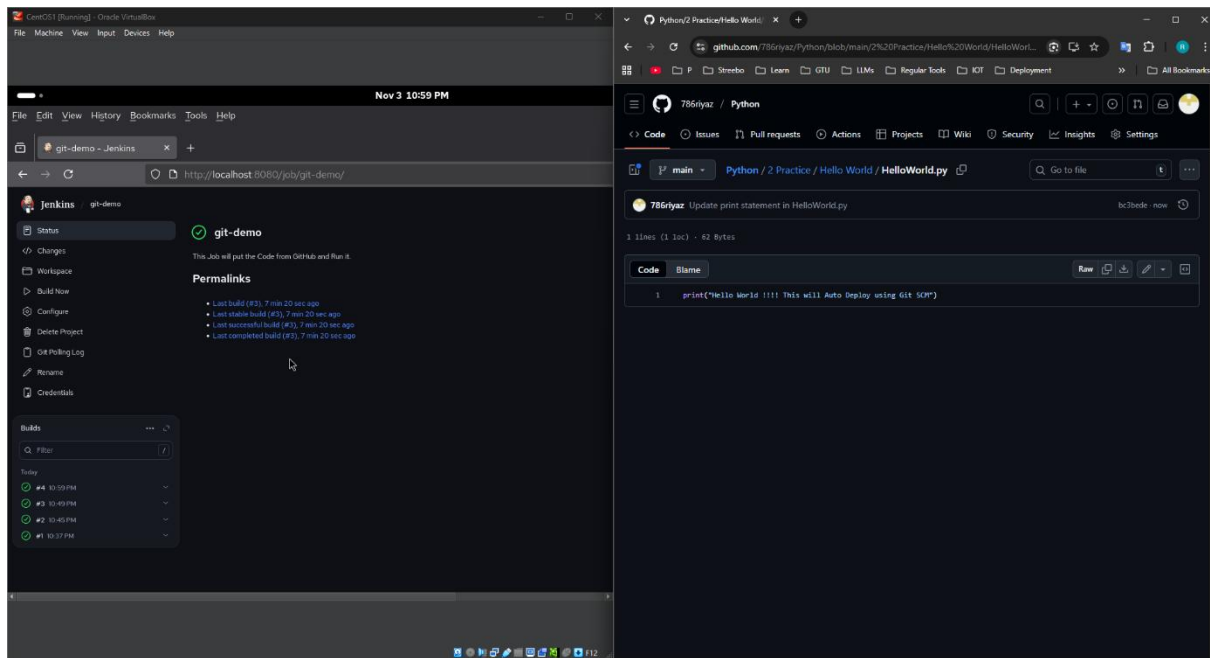 CentOS1 [Running] - Oracle VirtualBox
File Machine View Input Devices Help
Nov 3 10:59 PM
File Edit View History Bookmarks Tools Help
git-demo - Jenkins
http://localhost:8080/job/git-demo/
Jenkins / git-demo
Status
Changes
Workspace
Build Now
Configure
Delete Project
Git Polling Log
Rename
Credentials
Builds
Filter /
Today
#4 10:59 PM
#3 10:49 PM
#2 10:45 PM
#1 10:37 PM
git-demo
This Job will put the Code from GitHub and Run it.
Permalinks
Last build (#3), 7 min 20 sec ago
Last stable build (#3), 7 min 20 sec ago
Last successful build (#3), 7 min 20 sec ago
Last completed build (#3), 7 min 20 sec ago
F12
Python/2 Practice/Hello World/
github.com/786riyaz/Python/blob/main/2%20Practice/Hello%20World/HelloWorl...
R
P Streebo Learn GTU LLMs Regular Tools IOT Deployment » All Bookmarks
786riyaz / Python
Code Issues Pull requests Actions Projects Wiki Security Insights Settings
main Python / 2 Practice / Hello World / HelloWorld.py Go to file t
786riyaz Update print statement in HelloWorld.py bc3bede · now
1 lines (1 loc) · 62 Bytes
Code Blame Raw
1 print("Hello World !!!! This will Auto Deploy using Git SCM")